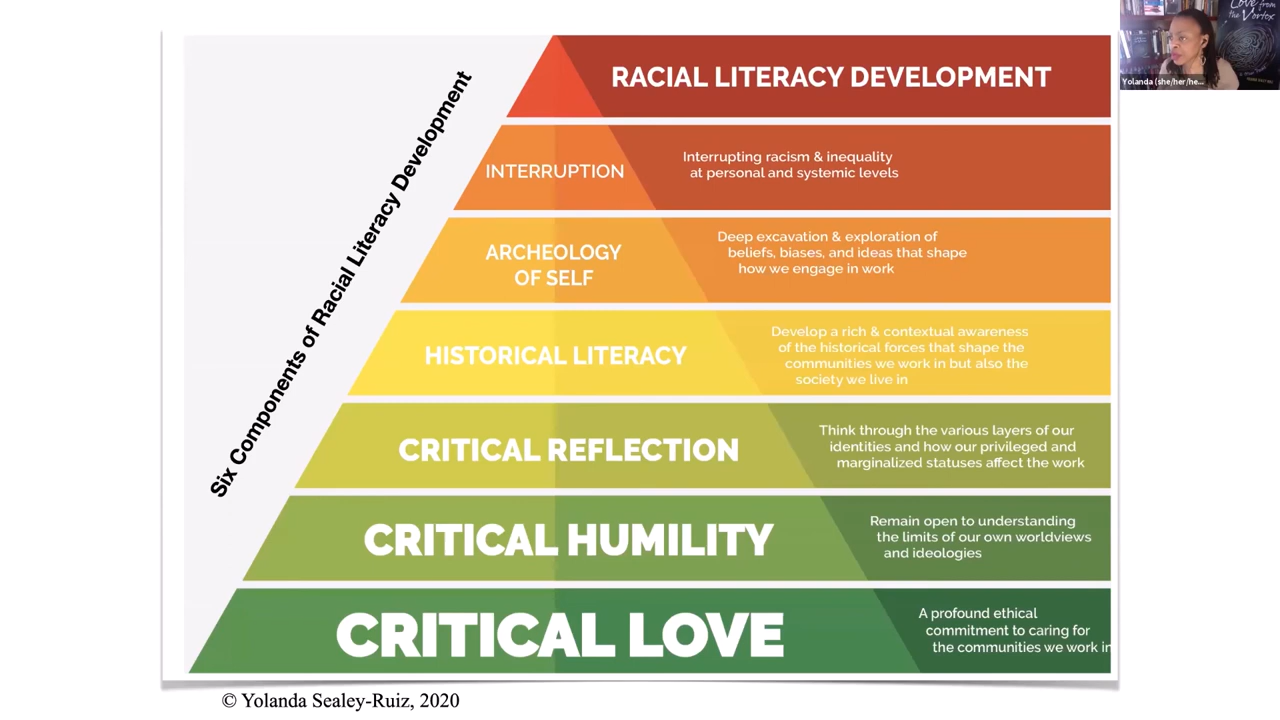 RACIAL LITERACY DEVELOPMENT
Six Components of Racial Literacy Development
INTERRUPTION
Interrupting racism & inequality
at personal and systemic levels
ARCHEOLOGY
OF SELF
Deep excavation & exploration of
beliefs, biases, and ideas that shape
how we engage in work
HISTORICAL LITERACY
Develop a rich & contextual awareness
of the historical forces that shape the
communities we work in but also the
society we live in
CRITICAL REFLECTION
Think through the various layers of our
identities and how our privileged and
marginalized statuses affect the work
CRITICAL HUMILITY
Remain open to understanding
the limits of our own worldviews
and ideologies
CRITICAL LOVE
A profound ethical
commitment to caring for
the communities we work in
© Yolanda Sealey-Ruiz, 2020
Love from
the Vortex
Yolanda (she/her/he...